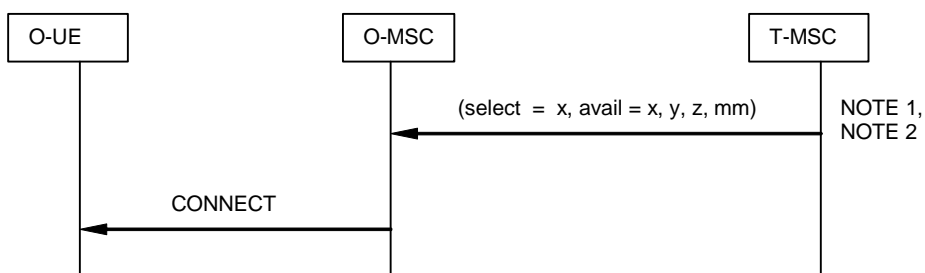 O-UE
O-MSC
T-MSC
(select = x, avail = x, y, z, mm)
NOTE 1,
NOTE 2
CONNECT